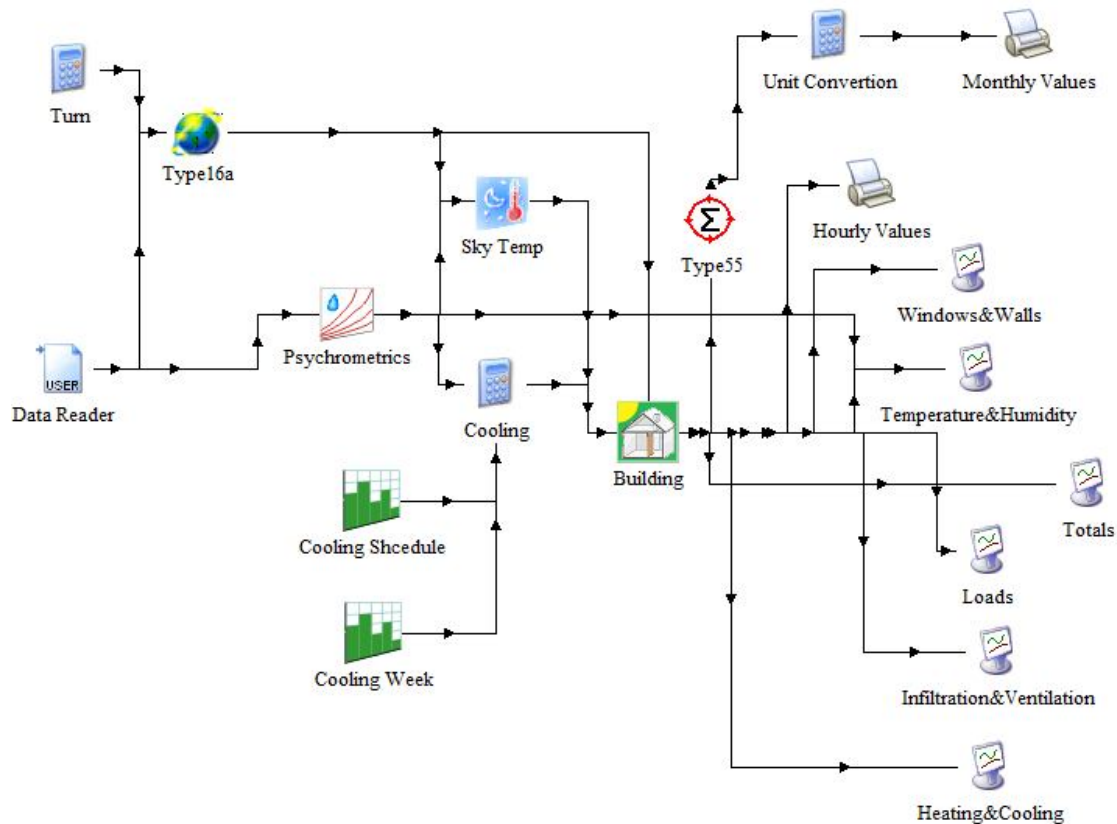 Turn
Type16a
Unit Convertion
Monthly Values
Sky Temp
Type55
Hourly Values
Windows&Walls
Psychrometrics
USER
Data Reader
Cooling
Temperature&Humidity
Building
Cooling Shcedule
Totals
Loads
Cooling Week
Infiltration&Ventilation
Heating&Cooling